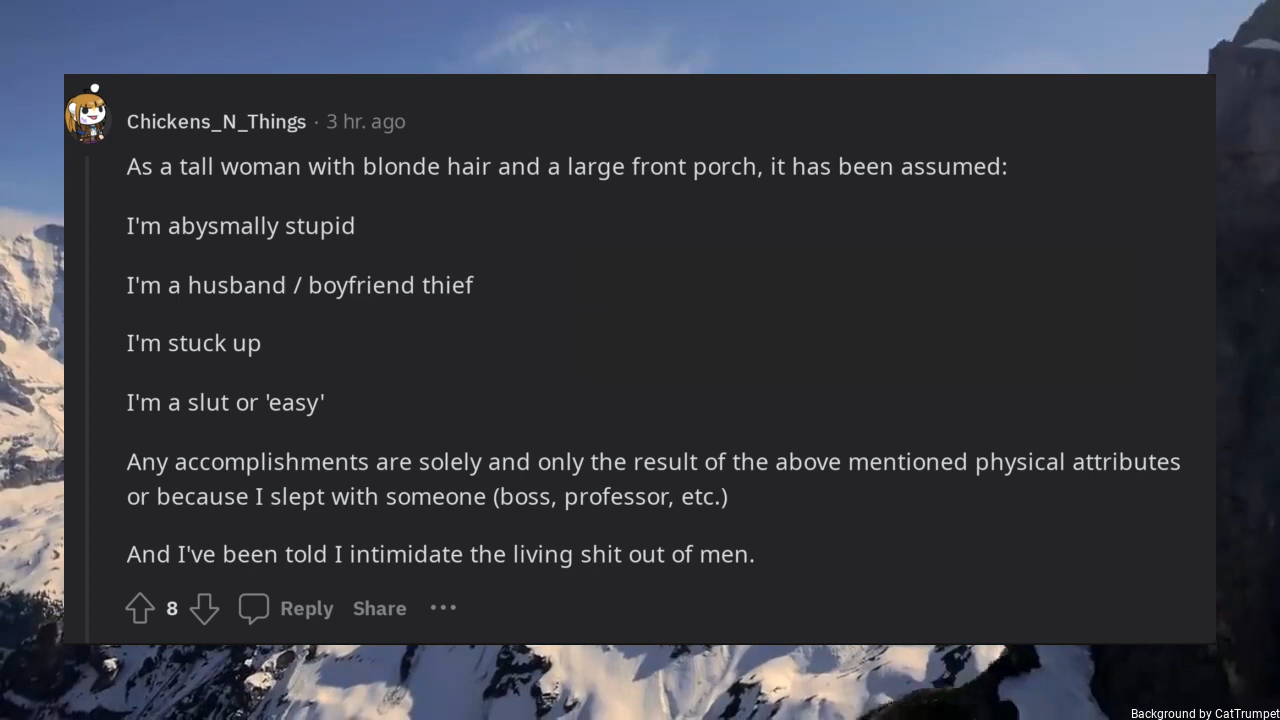 Chickens_N_Things · 3 hr. ago
As a tall woman with blonde hair and a large front porch, it has been assumed:
I'm abysmally stupid
I'm a husband / boyfriend thief
I'm stuck up
I'm a slut or 'easy'
Any accomplishments are solely and only the result of the above mentioned physical attributes
or because I slept with someone (boss, professor, etc.)
And I've been told I intimidate the living shit out of men.
8 Reply Share ···
Background by CatTrumpet